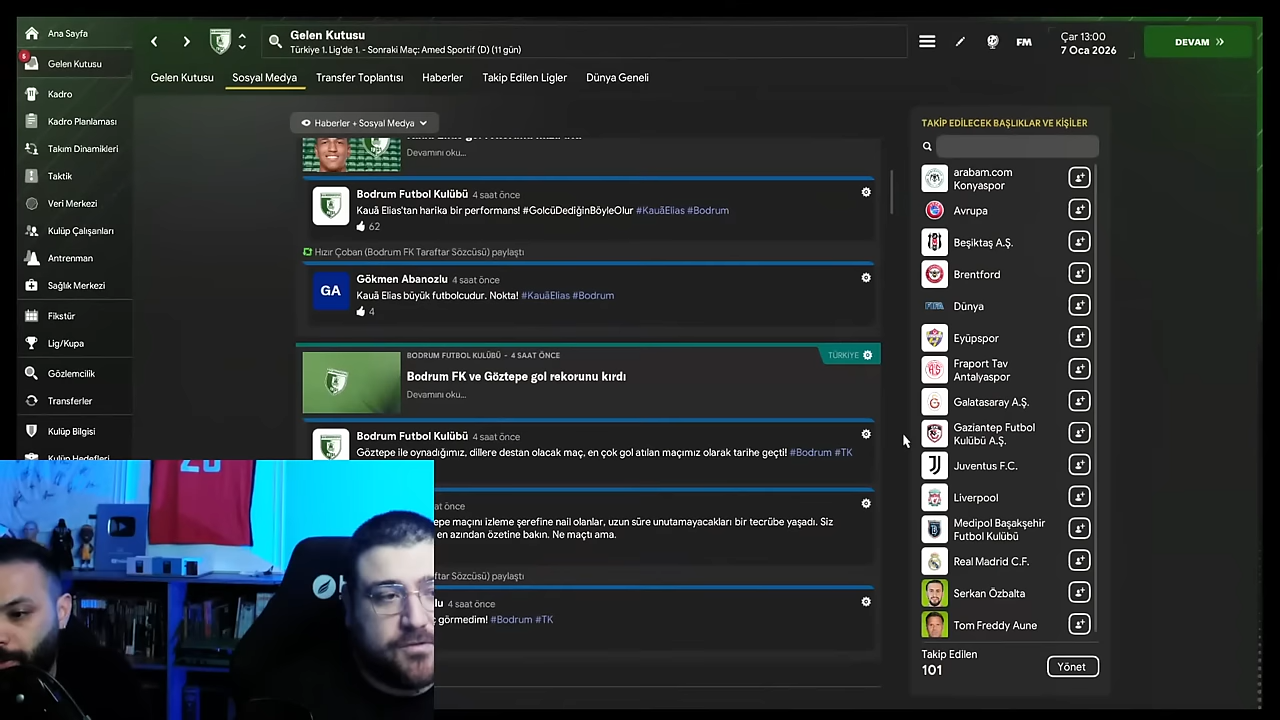 Ana Sayfa
6
Gelen Kutusu
Kadro
Kadro Planlaması
Takım Dinamikleri
Taktik
Veri Merkezi
Kulüp Çalışanları
Antrenman
Sağlık Merkezi
Fikstür
Lig/Kupa
Gözlemcilik
Transferler
Kulüp Bilgisi
Kulüp Hedefleri
Gelen Kutusu
Türkiye 1. Lig'de 1. - Sonraki Maç: Amed Sportif (D) (11 gün)
FM
Çar 13:00
7 Oca 2026
DEVAM
Gelen Kutusu
Sosyal Medya
Transfer Toplantısı
Haberler
Takip Edilen Ligler
Dünya Geneli
Haberler + Sosyal Medya
Devamını oku...
Bodrum Futbol Kulübü 4 saat önce
Kauã Elias'tan harika bir performans! #GolcüDediğinBöyleOlur #KauãElias #Bodrum
62
Hızır Çoban (Bodrum FK Taraftar Sözcüsü) paylaştı
GA
Gökmen Abanozlu 4 saat önce
Kauã Elias büyük futbolcudur. Nokta! #KauãElias #Bodrum
4
BODRUM FUTBOL KULÜBÜ - 4 SAAT ÖNCE
TÜRKİYE
Bodrum FK ve Göztepe gol rekorunu kırdı
Devamını oku...
Bodrum Futbol Kulübü 4 saat önce
Göztepe ile oynadığımız, dillere destan olacak maç, en çok gol atılan maçımız olarak tarihe geçti! #Bodrum #TK
önce
maçını izleme şerefine nail olanlar, uzun süre unutamayacakları bir tecrübe yaşadı. Siz
en azından özetine bakın. Ne maçtı ama.
Sözcüsü) paylaştı
4 saat önce
görmedim! #Bodrum #TK
TAKİP EDİLECEK BAŞLIKLAR VE KİŞİLER
arabam.com
Konyaspor
Avrupa
Beşiktaş A.Ş.
Brentford
FIFA
Dünya
Eyüpspor
Fraport Tav
Antalyaspor
Galatasaray A.Ş.
Gaziantep Futbol
Kulübü A.Ş.
Juventus F.C.
Liverpool
Medipol Başakşehir
Futbol Kulübü
Real Madrid C.F.
Serkan Özbalta
Tom Freddy Aune
Takip Edilen
101
Yönet